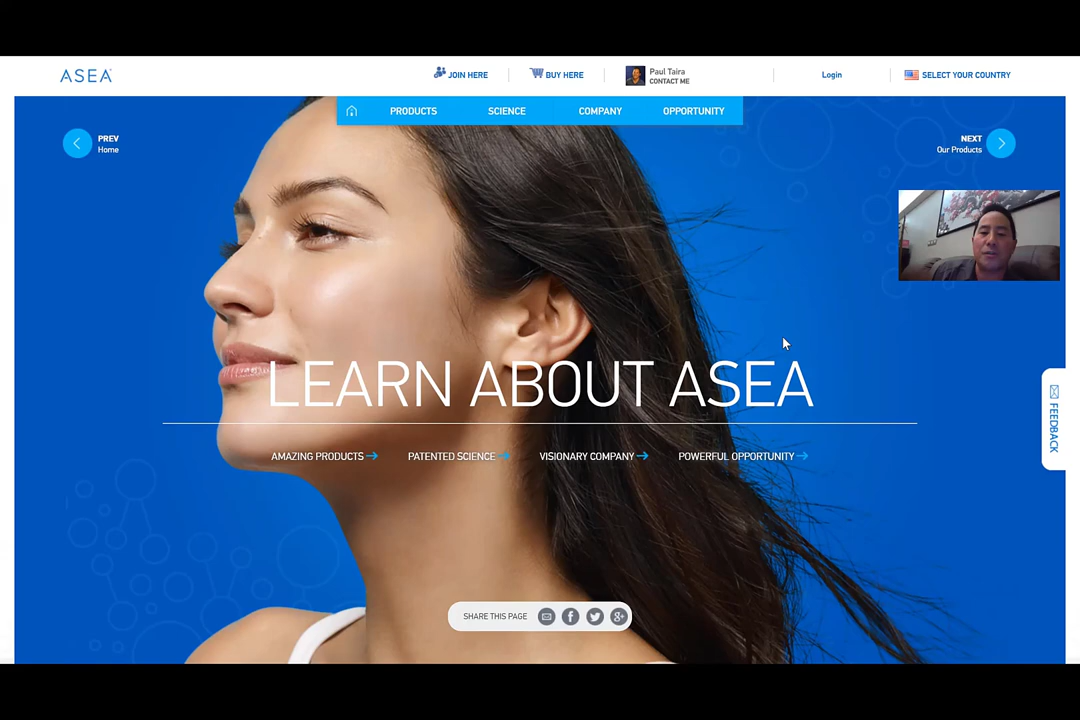 ASEA
JOIN HERE
BUY HERE
Paul Taira
CONTACT ME
Login
SELECT YOUR COUNTRY
PRODUCTS
SCIENCE
COMPANY
OPPORTUNITY
PREV
Home
NEXT
Our Products
LEARN ABOUT ASEA
AMAZING PRODUCTS
PATENTED SCIENCE
VISIONARY COMPANY
POWERFUL OPPORTUNITY
FEEDBACK
SHARE THIS PAGE